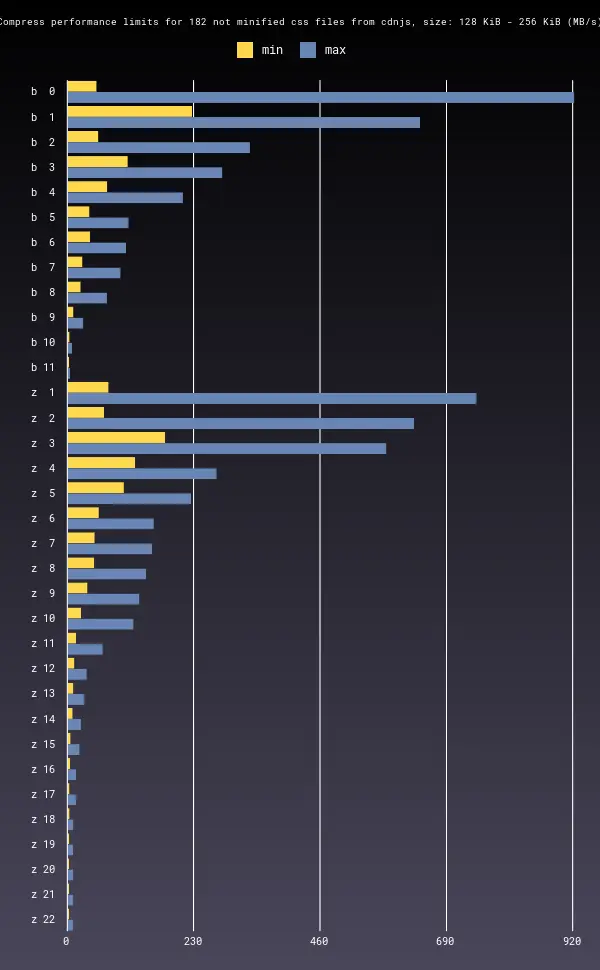 Compress performance limits for 182 not minified css files from cdnjs, size: 128 KiB - 256 KiB (MB/s)
min max
b 0
b 1
b 2
b 3
b 4
b 5
b 6
b 7
b 8
b 9
b 10
b 11
z 1
z 2
z 3
z 4
z 5
z 6
z 7
z 8
z 9
z 10
z 11
z 12
z 13
z 14
z 15
z 16
z 17
z 18
z 19
z 20
z 21
z 22
0 230 460 690 920